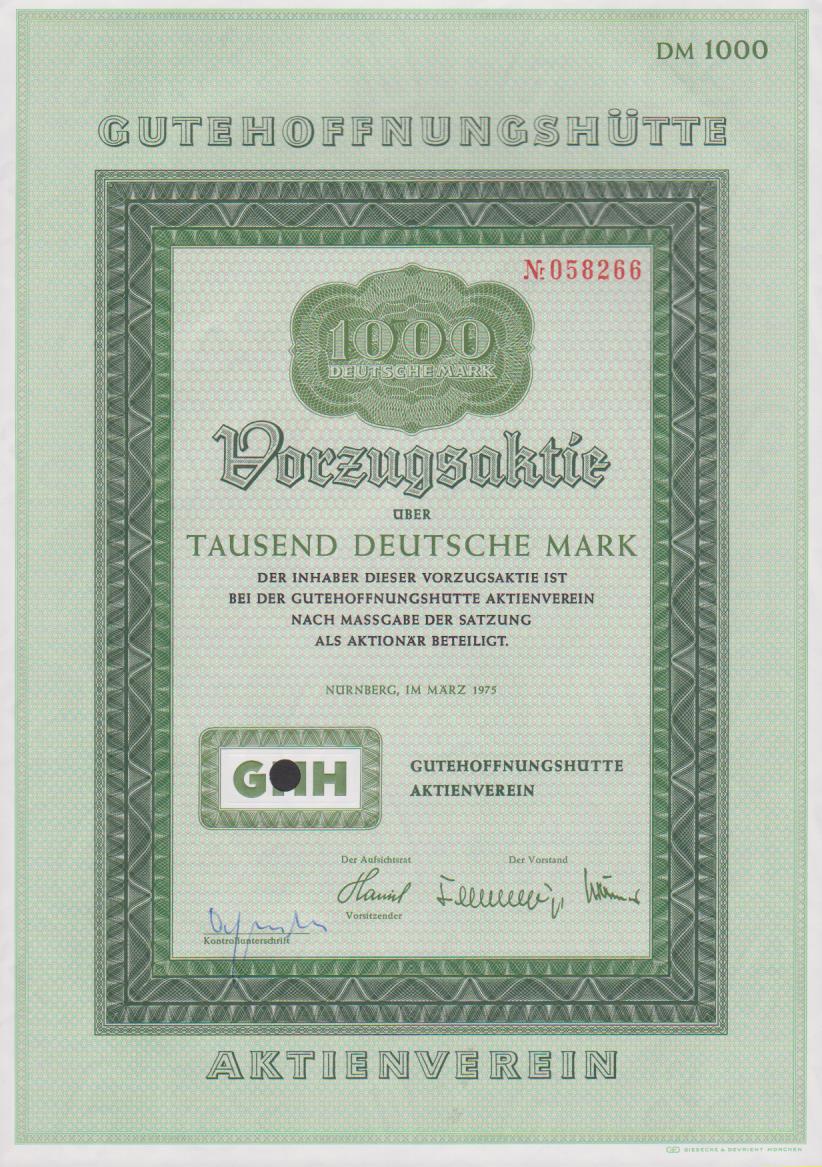 DM 1000
GUTEHOFFNUNGSHÜTTE
№ 058266
1000
DEUTSCHE MARK
Vorzugsaktie
ÜBER
TAUSEND DEUTSCHE MARK
DER INHABER DIESER VORZUGSAKTIE IST
BEI DER GUTEHOFFNUNGSHÜTTE AKTIENVEREIN
NACH MASSGABE DER SATZUNG
ALS AKTIONÄR BETEILIGT.
NÜRNBERG, IM MÄRZ 1975
GHH
GUTEHOFFNUNGSHÜTTE
AKTIENVEREIN
Der Aufsichtsrat
Der Vorstand
Vorsitzender
Kontrollunterschrift
AKTIENVEREIN
GIESECKE & DEVRIENT MÜNCHEN